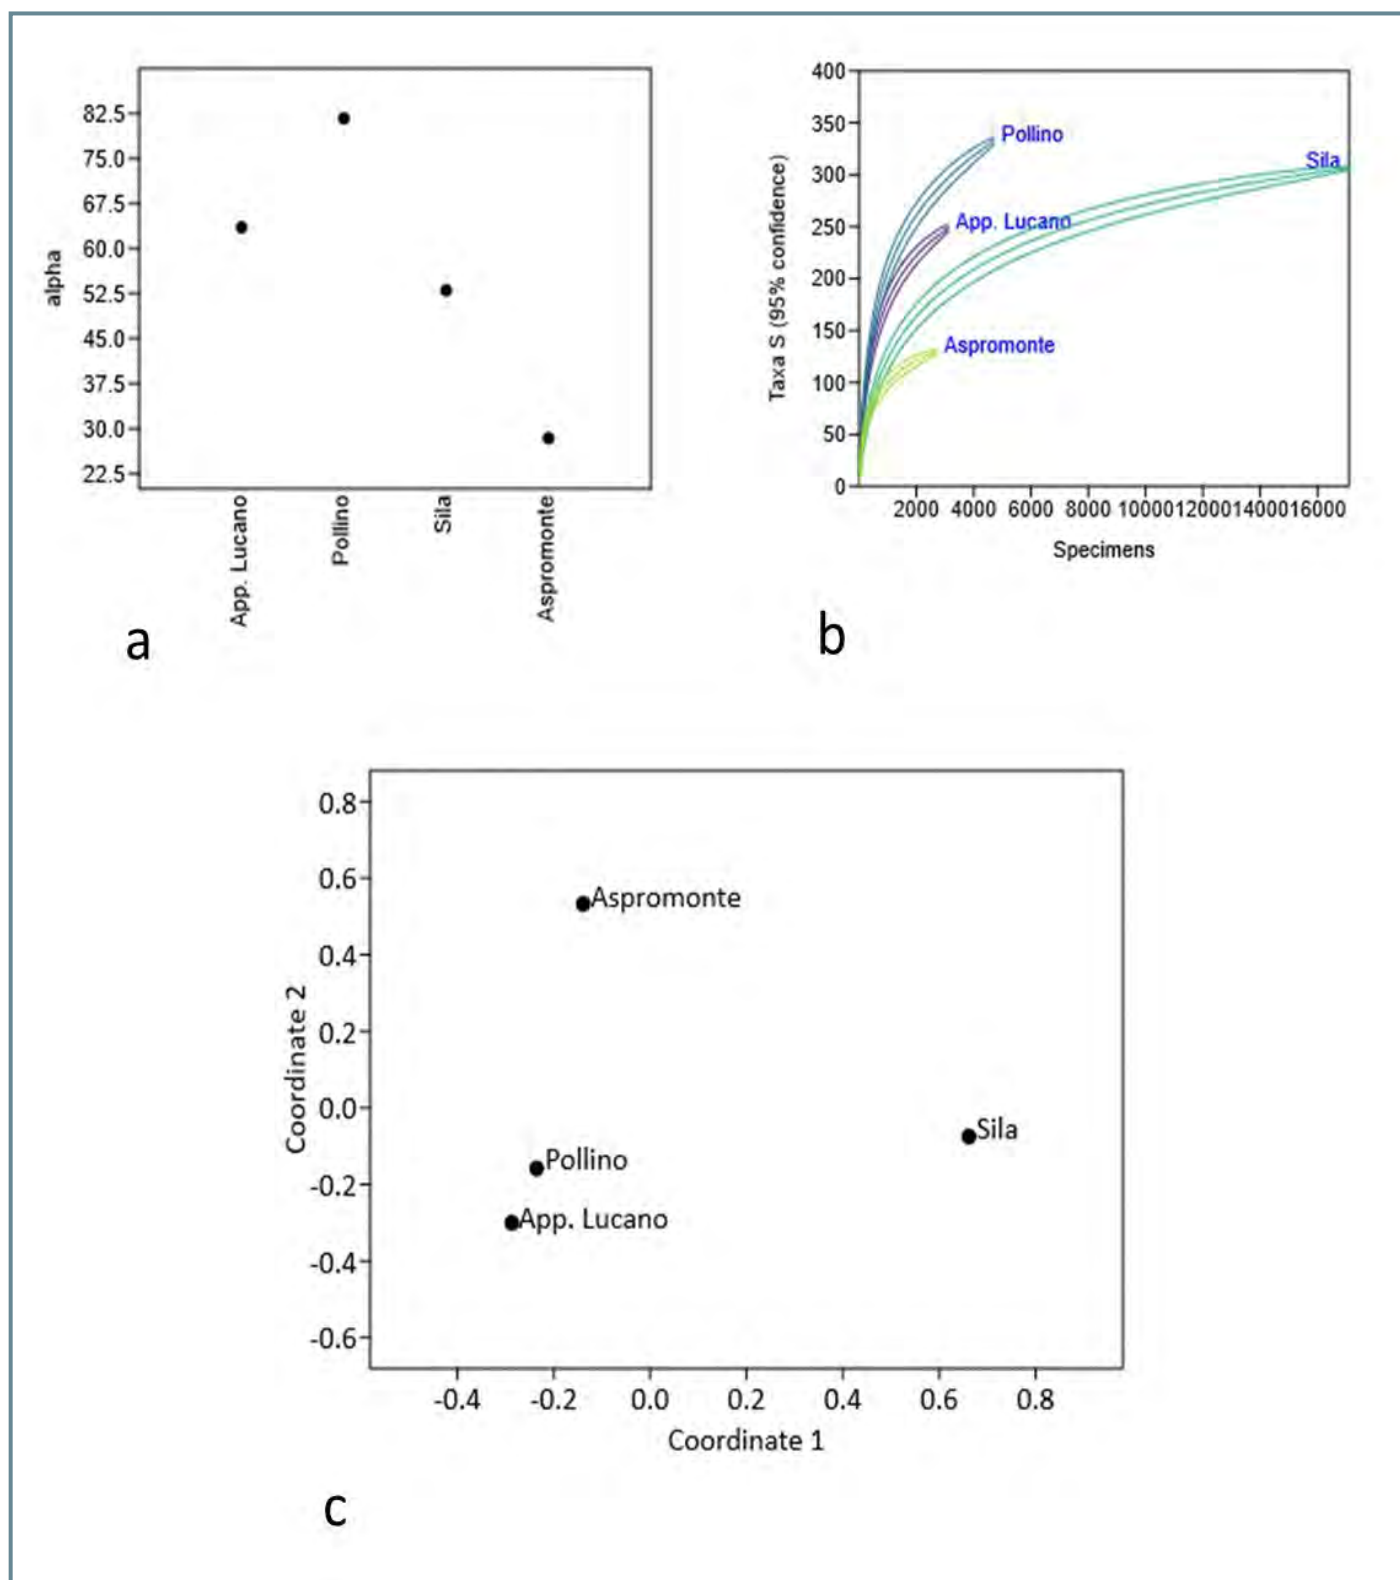 82.5
75.0
67.5
60.0
52.5
45.0
37.5
30.0
22.5
alpha
App. Lucano
Pollino
Sila
Aspromonte
a
400
350
300
250
200
150
100
50
0
Taxa S (95% confidence)
Pollino
Sila
App. Lucano
Aspromonte
2000 4000 6000 8000 10000 12000 14000 16000
Specimens
b
0.8
0.6
0.4
0.2
0.0
-0.2
-0.4
-0.6
Coordinate 2
Aspromonte
Sila
Pollino
App. Lucano
-0.4 -0.2 0.0 0.2 0.4 0.6 0.8
Coordinate 1
c